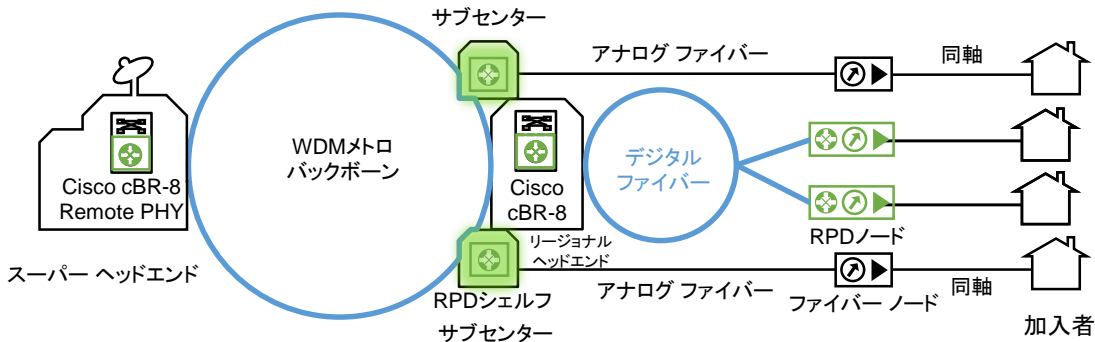 サブセンター
アナログ ファイバー
同軸
WDMメトロ
バックボーン
デジタル
ファイバー
Cisco cBR-8
Remote PHY
Cisco
cBR-8
RPDノード
リージョナル
ヘッドエンド
スーパー ヘッドエンド
RPDシェルフ
アナログ ファイバー
ファイバー ノード
同軸
サブセンター
加入者